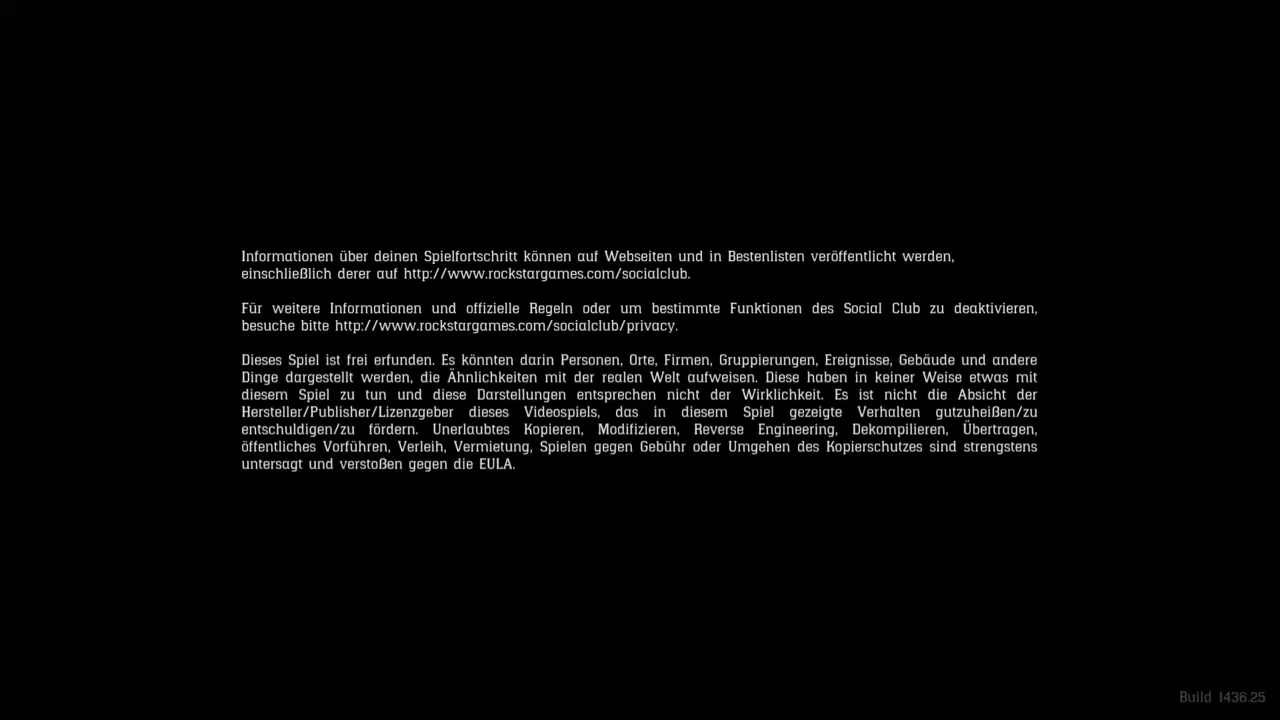 Informationen über deinen Spielfortschritt können auf Webseiten und in Bestenlisten veröffentlicht werden,
einschließlich derer auf http://www.rockstargames.com/socialclub.
Für weitere Informationen und offizielle Regeln oder um bestimmte Funktionen des Social Club zu deaktivieren,
besuche bitte http://www.rockstargames.com/socialclub/privacy.
Dieses Spiel ist frei erfunden. Es könnten darin Personen, Orte, Firmen, Gruppierungen, Ereignisse, Gebäude und andere
Dinge dargestellt werden, die Ähnlichkeiten mit der realen Welt aufweisen. Diese haben in keiner Weise etwas mit
diesem Spiel zu tun und diese Darstellungen entsprechen nicht der Wirklichkeit. Es ist nicht die Absicht der
Hersteller/Publisher/Lizenzgeber dieses Videospiels, das in diesem Spiel gezeigte Verhalten gutzuheißen/zu
entschuldigen/zu fördern. Unerlaubtes Kopieren, Modifizieren, Reverse Engineering, Dekompilieren, Übertragen,
öffentliches Vorführen, Verleih, Vermietung, Spielen gegen Gebühr oder Umgehen des Kopierschutzes sind strengstens
untersagt und verstoßen gegen die EULA.
Build 1436.25